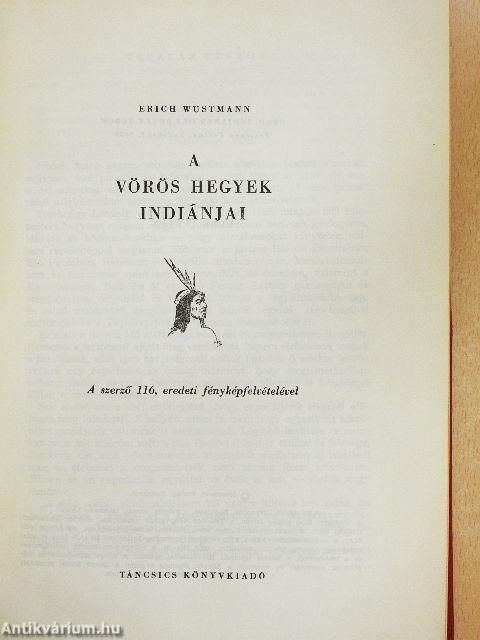 ERICH WUSTMANN
A
VÖRÖS HEGYEK
INDIÁNJAI
A szerző 116, eredeti fényképfelvételével
TÁNCSICS KÖNYVKIADÓ
Antikvárium.hu